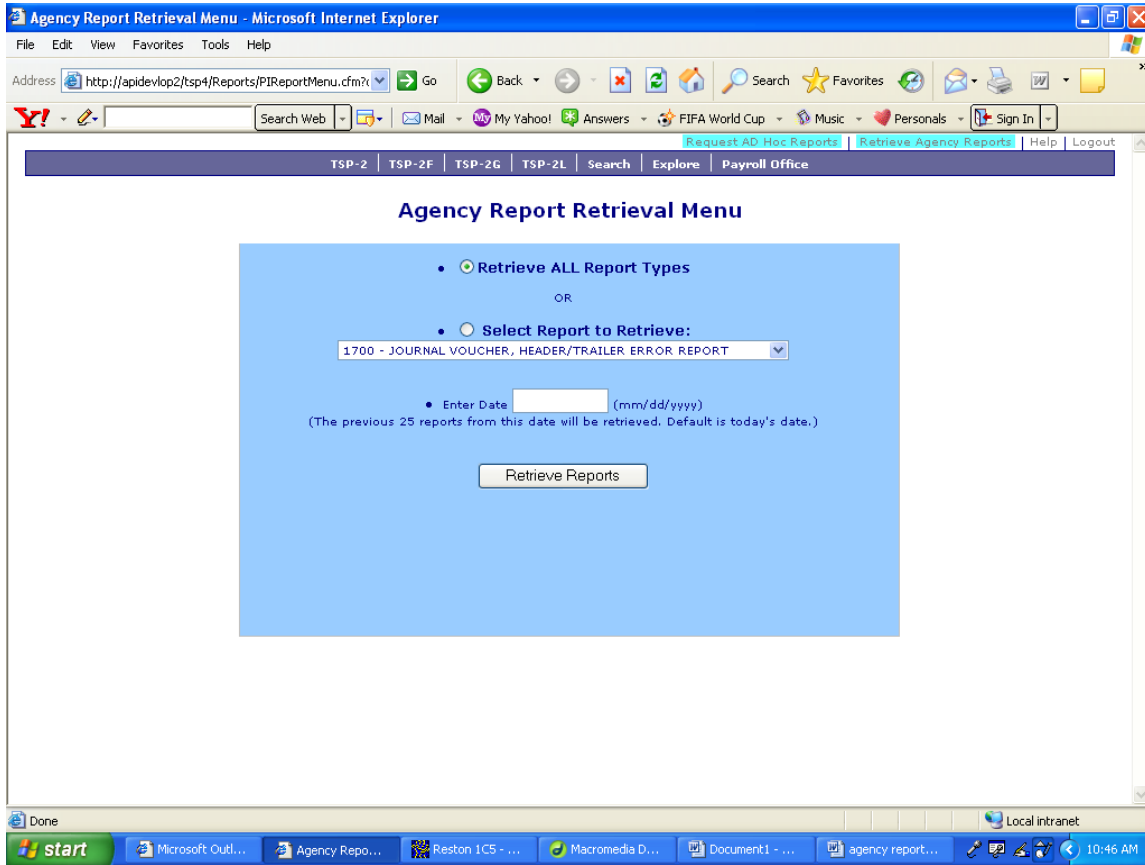 Agency Report Retrieval Menu - Microsoft Internet Explorer
File Edit View Favorites Tools Help
Address http://apidevlop2/tsp4/Reports/PIReportMenu.cfm? Go Back Search Favorites
Y! Search Web Mail My Yahoo! Answers FIFA World Cup Music Personals Sign In
Request AD Hoc Reports | Retrieve Agency Reports | Help | Logout
TSP-2 | TSP-2F | TSP-2G | TSP-2L | Search | Explore | Payroll Office
Agency Report Retrieval Menu
• Retrieve ALL Report Types
OR
• Select Report to Retrieve:
1700 - JOURNAL VOUCHER, HEADER/TRAILER ERROR REPORT
• Enter Date (mm/dd/yyyy)
(The previous 25 reports from this date will be retrieved. Default is today's date.)
Retrieve Reports
Done Local intranet
start Microsoft Outl... Agency Repo... Reston 1C5 - ... Macromedia D... Document1 - ... agency report... 10:46 AM